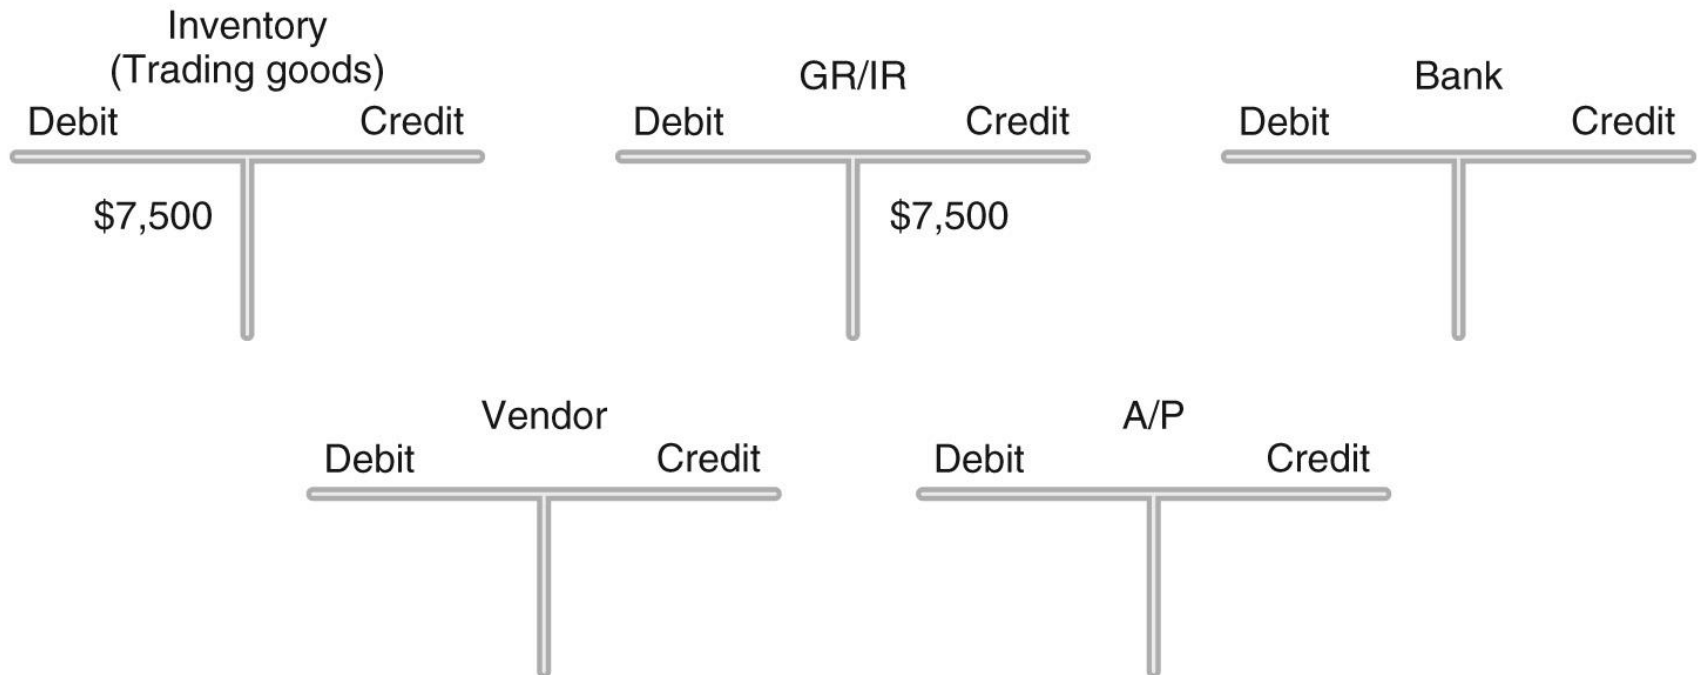 Inventory
(Trading goods)
GR/IR
Bank
Debit Credit
Debit Credit
Debit Credit
$7,500
$7,500
Vendor
A/P
Debit Credit
Debit Credit